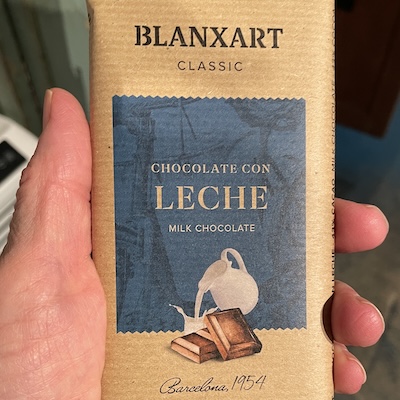 BLANXART
CLASSIC
CHOCOLATE CON
LECHE
MILK CHOCOLATE
Barcelona, 1954